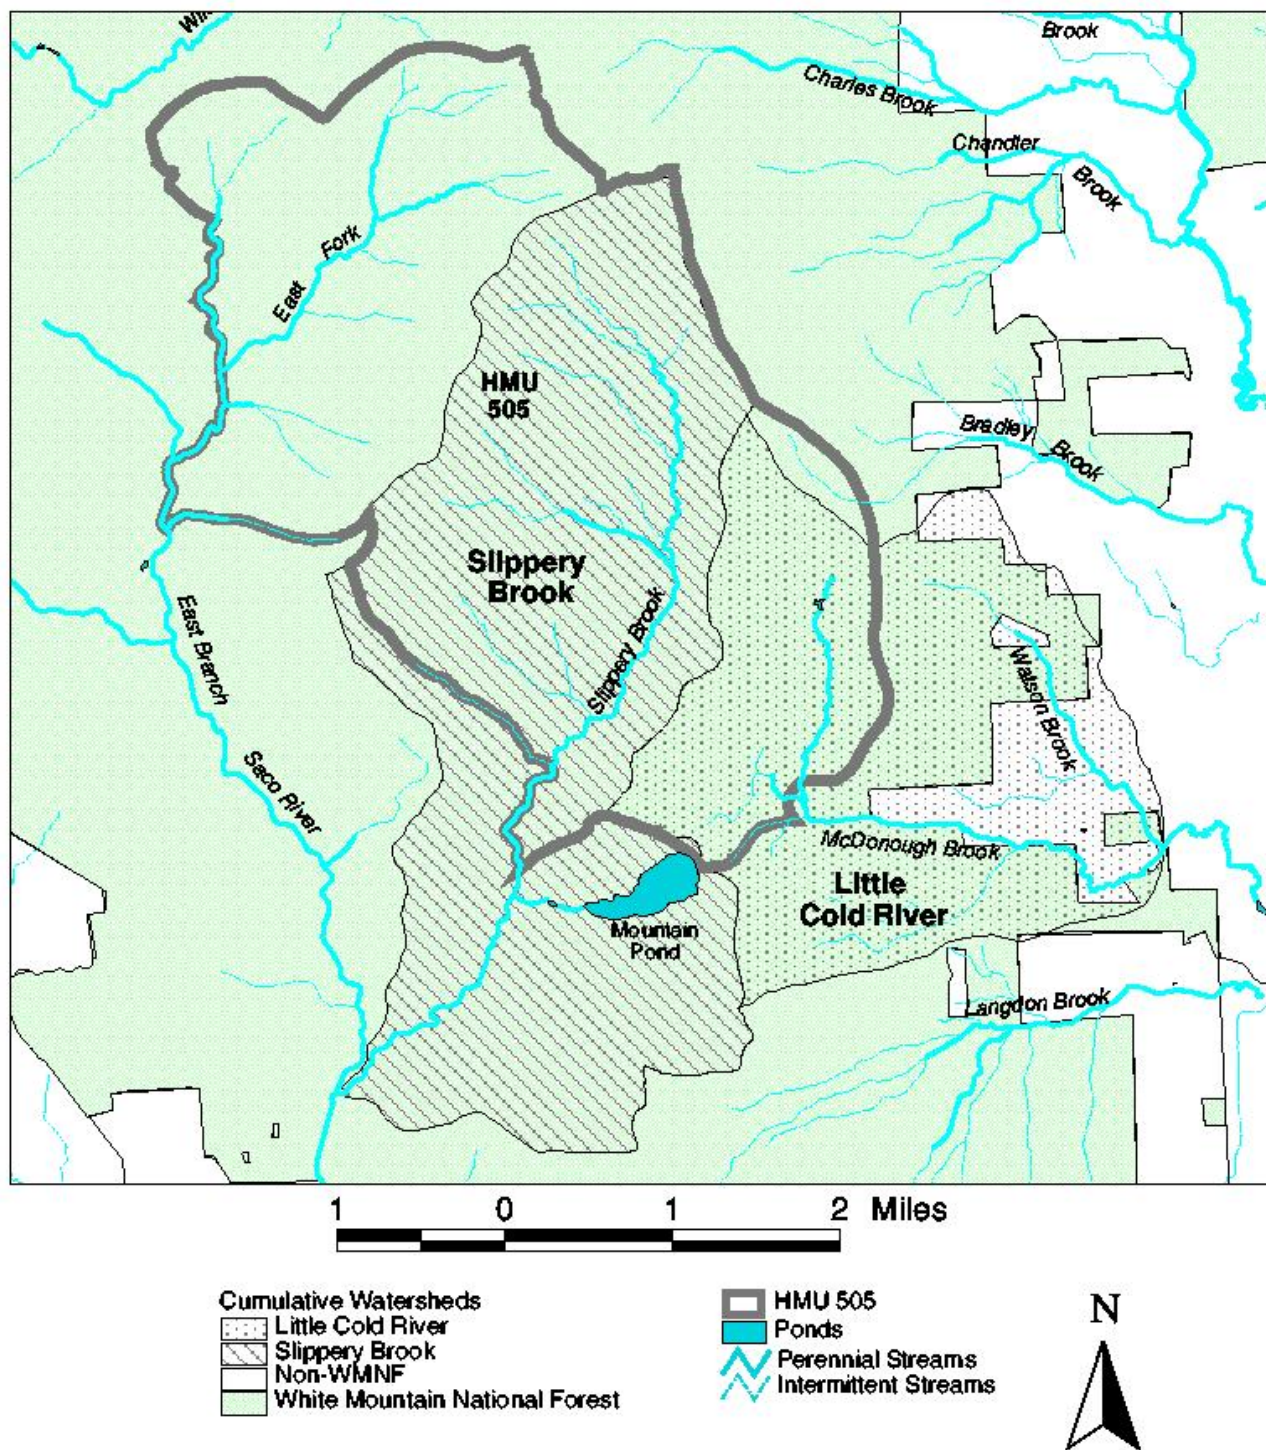 Brook
Charles Brook
Chandler
Brook
East Fork
HMU
505
Bradley
Brook
Slippery
Brook
Slippery Brook
East Branch
Watson Brook
Saco River
McDonough Brook
Little
Cold River
Mountain
Pond
Langdon Brook
1 0 1 2 Miles
Cumulative Watersheds
Little Cold River
Slippery Brook
Non-WMNF
White Mountain National Forest
HMU 505
Ponds
Perennial Streams
Intermittent Streams
N